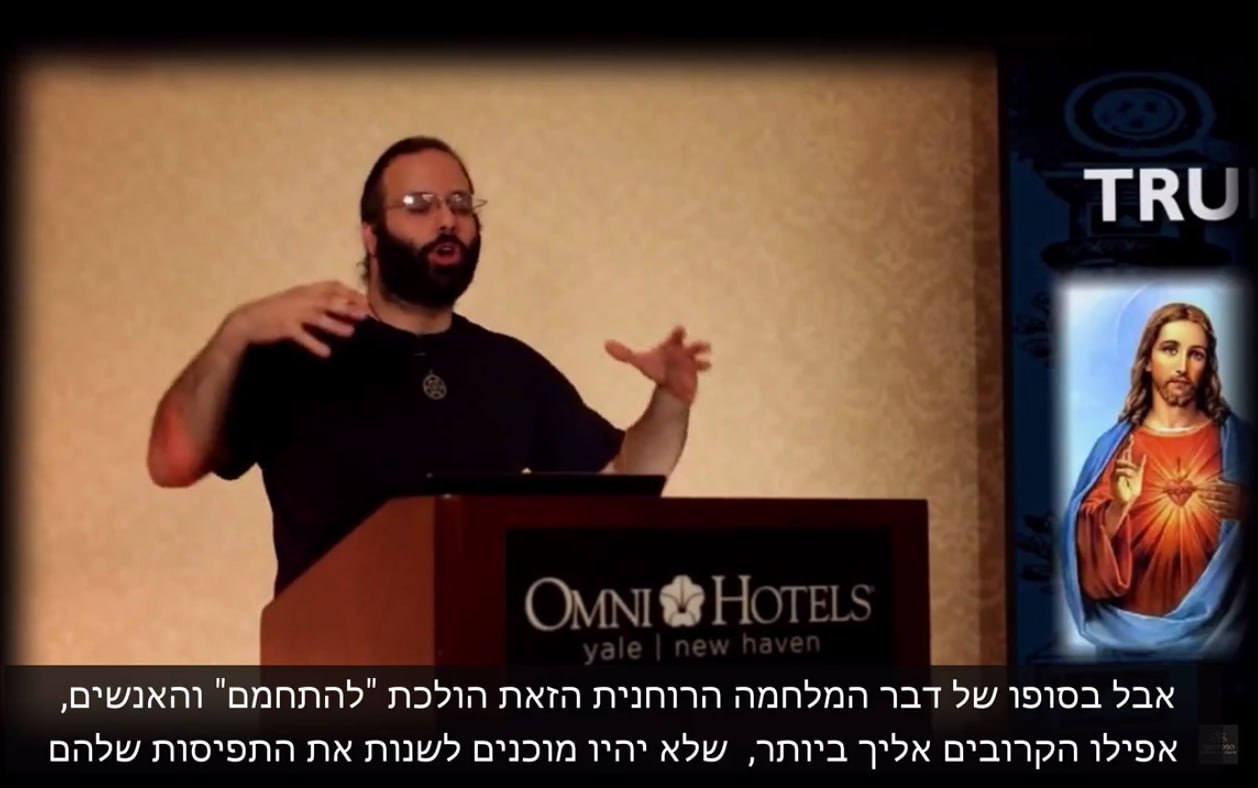 TRU
OMNI HOTELS
yale | new haven
אבל בסופו של דבר המלחמה הרוחנית הזאת הולכת "להתחמם" והאנשים,
אפילו הקרובים אליך ביותר, שלא יהיו מוכנים לשנות את התפיסות שלהם